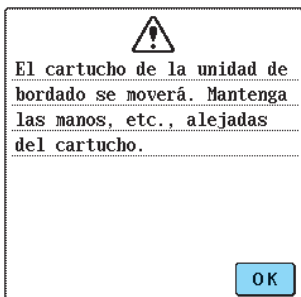 El cartucho de la unidad de
bordado se moverá. Mantenga
las manos, etc., alejadas
del cartucho.
OK